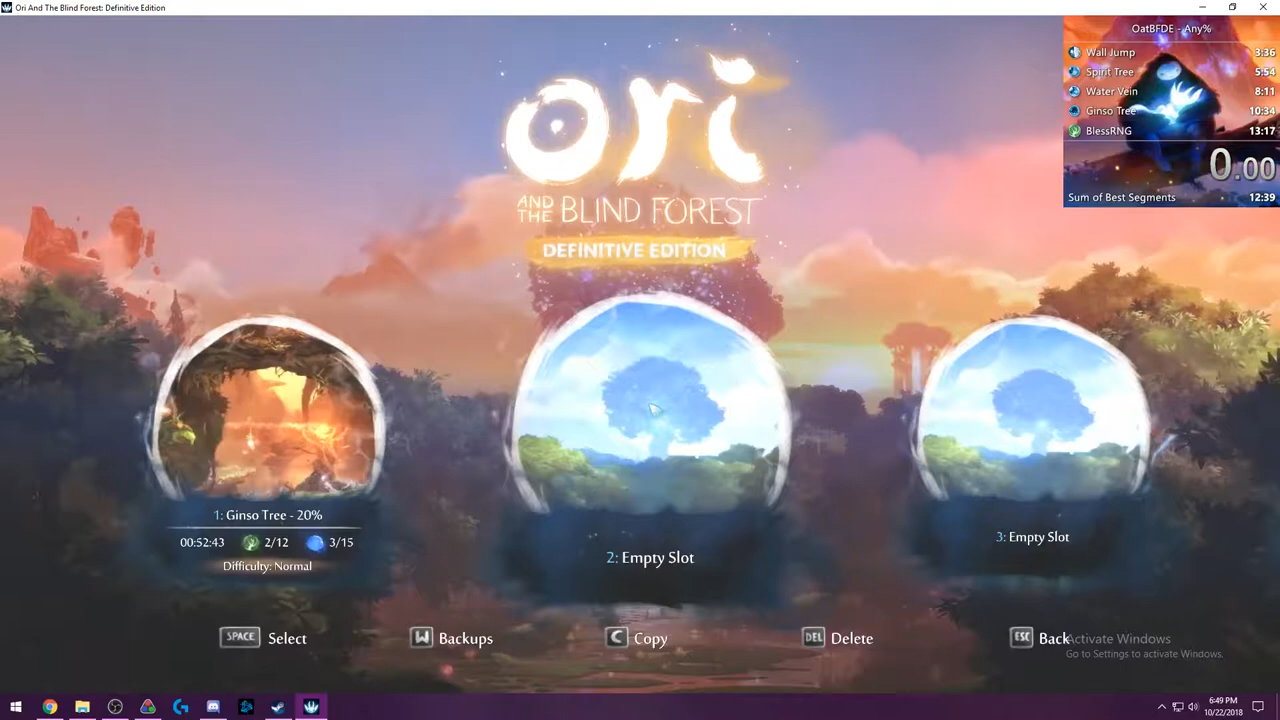 Ori And The Blind Forest: Definitive Edition
OatBFDE - Any%
Wall Jump 3:36
Spirit Tree 5:54
Water Vein 8:11
Ginso Tree 10:34
BlessRNG 13:17
0.00
Sum of Best Segments 12:39
ori
AND THE BLIND FOREST
DEFINITIVE EDITION
1: Ginso Tree - 20%
00:52:43 2/12 3/15
Difficulty: Normal
2: Empty Slot
3: Empty Slot
SPACE Select W Backups C Copy DEL Delete ESC Back
Activate Windows
Go to Settings to activate Windows.
6:49 PM
10/22/2018